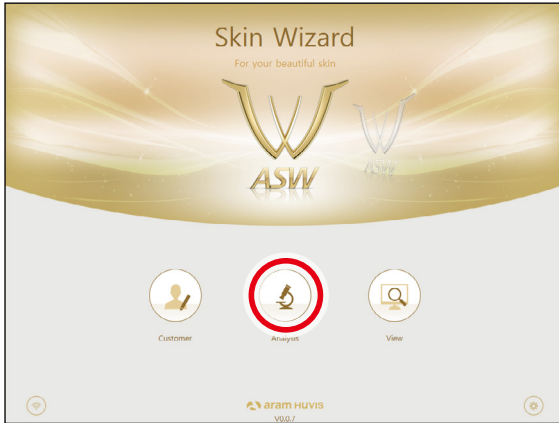 Skin Wizard
For your beautiful skin
ASW
ASW
Customer
Analysis
View
aram HUVIS
V0.0.7